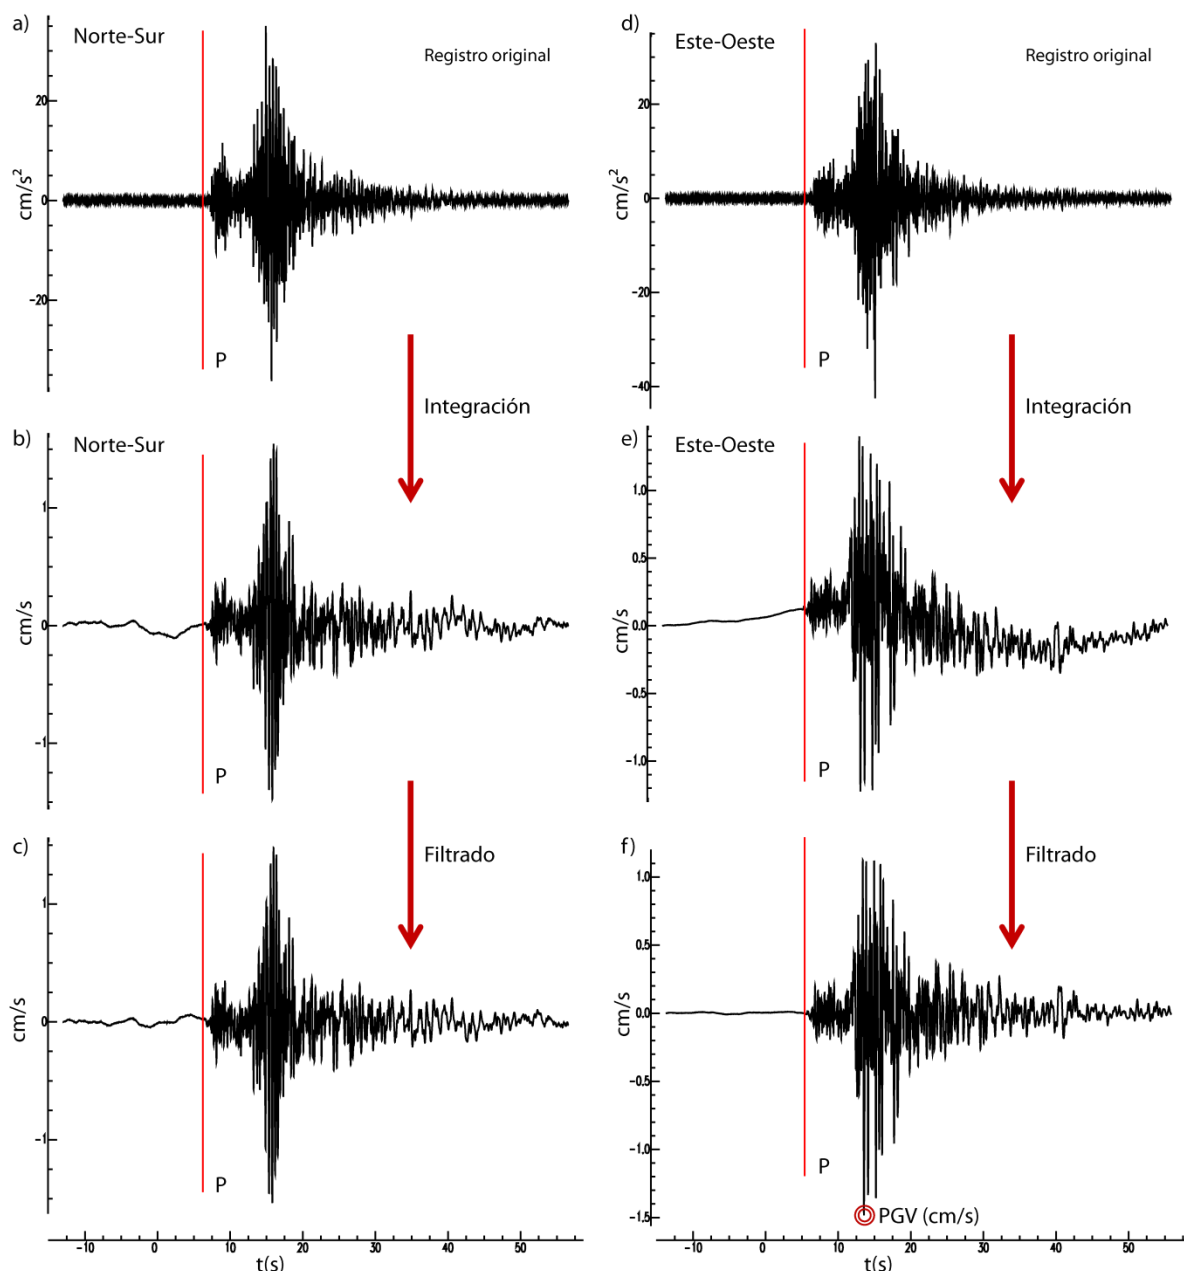 a)
Norte-Sur
Registro original
20
0
-20
cm/s²
P
Integración
b)
Norte-Sur
1
0
-1
cm/s
P
Filtrado
c)
1
0
-1
cm/s
P
-10 0 10 20 30 40 50
t(s)
d)
Este-Oeste
Registro original
20
0
-20
-40
cm/s²
P
Integración
e)
Este-Oeste
1.0
0.5
0.0
-0.5
-1.0
cm/s
P
Filtrado
f)
1.0
0.5
0.0
-0.5
-1.0
-1.5
cm/s
P
PGV (cm/s)
-10 0 10 20 30 40 50
t(s)